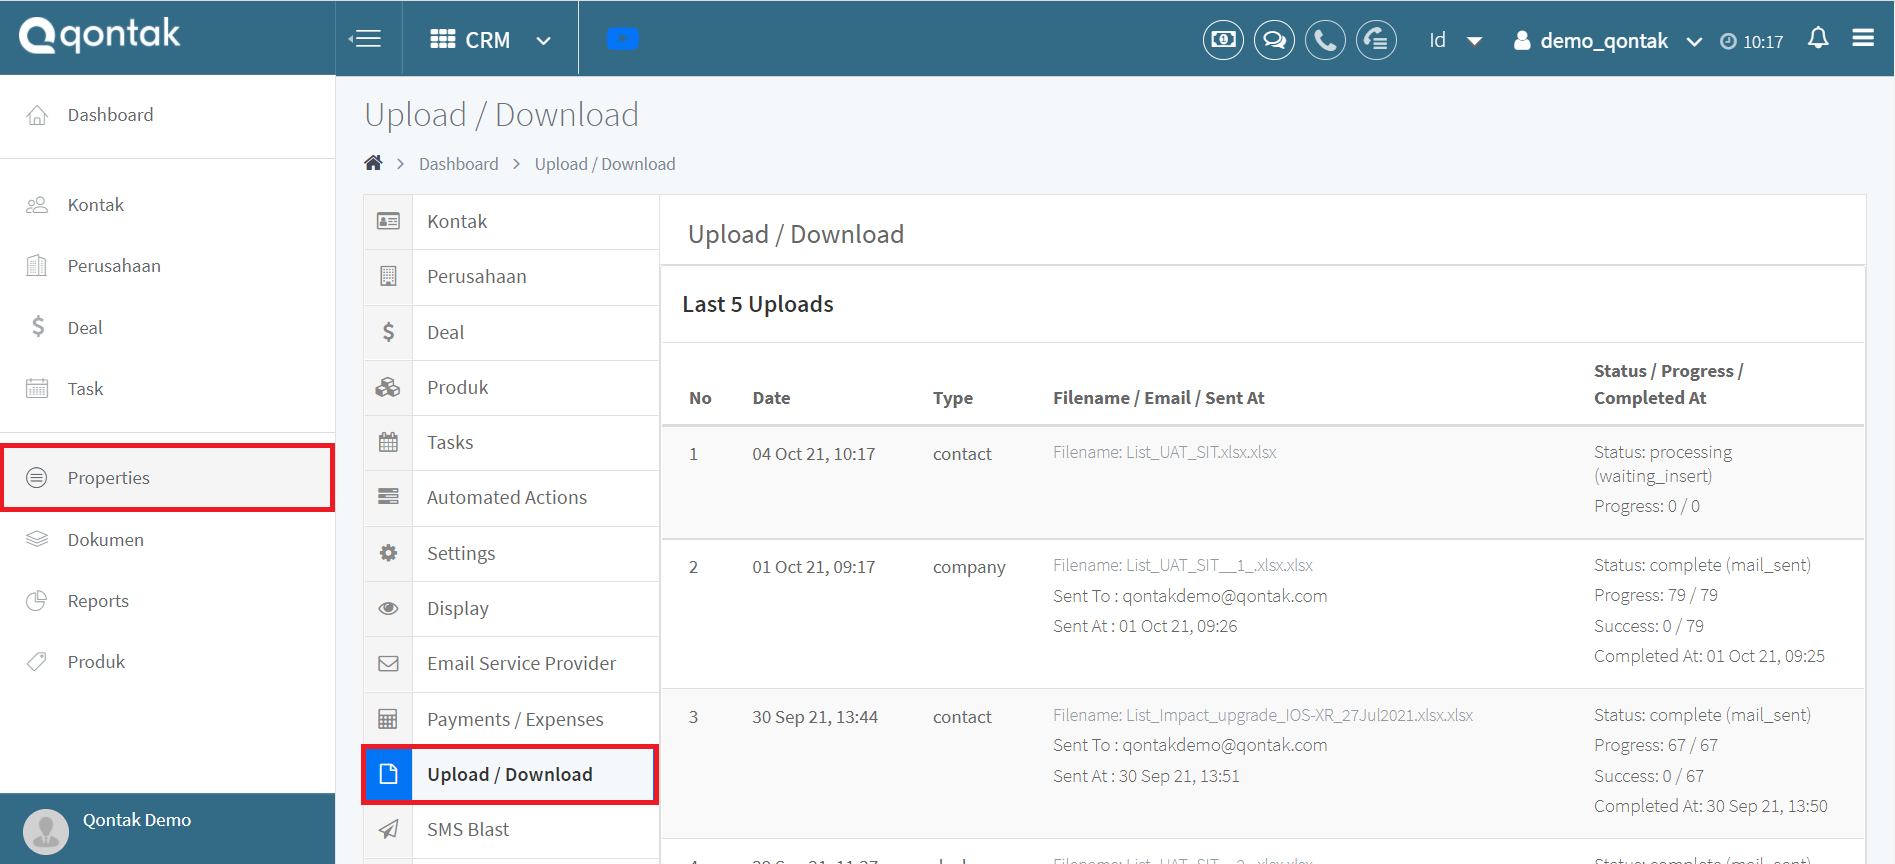 qontak
CRM
Id
demo_qontak
10:17
Dashboard
Kontak
Perusahaan
Deal
Task
Properties
Dokumen
Reports
Produk
Qontak Demo
Upload / Download
Dashboard
Upload / Download
Kontak
Perusahaan
Deal
Produk
Tasks
Automated Actions
Settings
Display
Email Service Provider
Payments / Expenses
Upload / Download
SMS Blast
Upload / Download
Last 5 Uploads
No Date Type Filename / Email / Sent At Status / Progress /
Completed At
1 04 Oct 21, 10:17 contact Filename: List_UAT_SIT.xlsx.xlsx Status: processing
(waiting_insert)
Progress: 0 / 0
2 01 Oct 21, 09:17 company Filename: List_UAT_SIT__1_.xlsx.xlsx Status: complete (mail_sent)
Sent To : qontakdemo@qontak.com Progress: 79 / 79
Sent At : 01 Oct 21, 09:26 Success: 0 / 79
Completed At: 01 Oct 21, 09:25
3 30 Sep 21, 13:44 contact Filename: List_Impact_upgrade_IOS-XR_27Jul2021.xlsx.xlsx Status: complete (mail_sent)
Sent To : qontakdemo@qontak.com Progress: 67 / 67
Sent At : 30 Sep 21, 13:51 Success: 0 / 67
Completed At: 30 Sep 21, 13:50